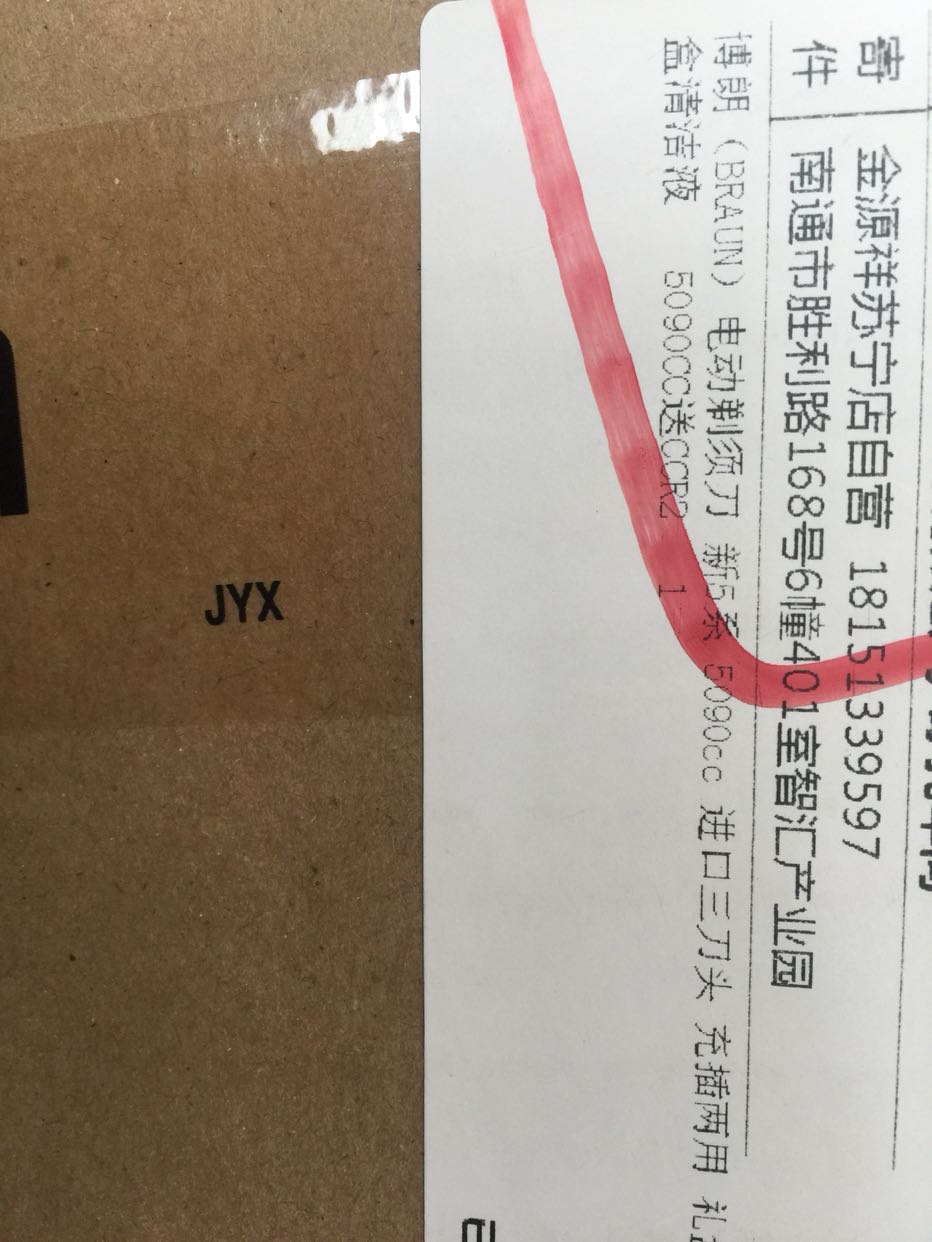 寄件
金源祥苏宁店自营 18151339597
南通市胜利路168号6幢401室智汇产业园
博朗（BRAUN） 电动剃须刀 新5系 5090cc 进口三刀头 充插两用 礼
盒清洁液 5090CC送CCR2 1
JYX